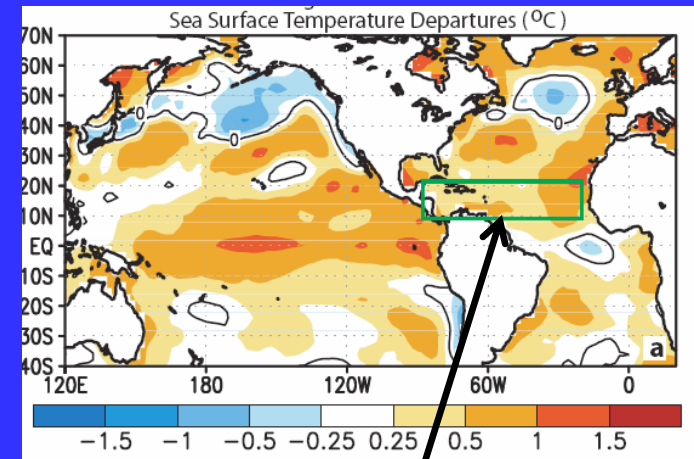 Sea Surface Temperature Departures (ºC)
70N
60N
50N
40N
30N
20N
10N
EQ
10S
20S
30S
40S
0
0
0
a
120E 180 120W 60W 0
−1.5 −1 −0.5 −0.25 0.25 0.5 1 1.5